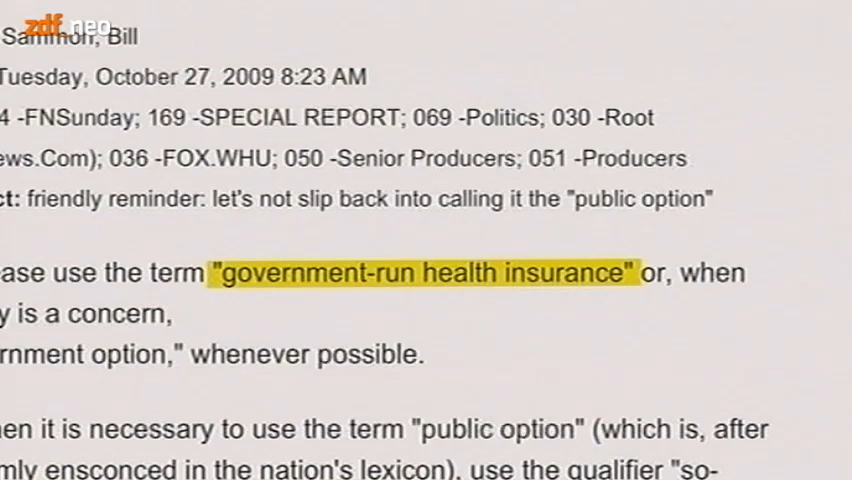 zdf neo
Sammon, Bill
Tuesday, October 27, 2009 8:23 AM
4 -FNSunday; 169 -SPECIAL REPORT; 069 -Politics; 030 -Root
ews.Com); 036 -FOX.WHU; 050 -Senior Producers; 051 -Producers
ct: friendly reminder: let's not slip back into calling it the "public option"
ase use the term "government-run health insurance" or, when
y is a concern,
rnment option," whenever possible.
en it is necessary to use the term "public option" (which is, after
mly ensconced in the nation's lexicon), use the qualifier "so-